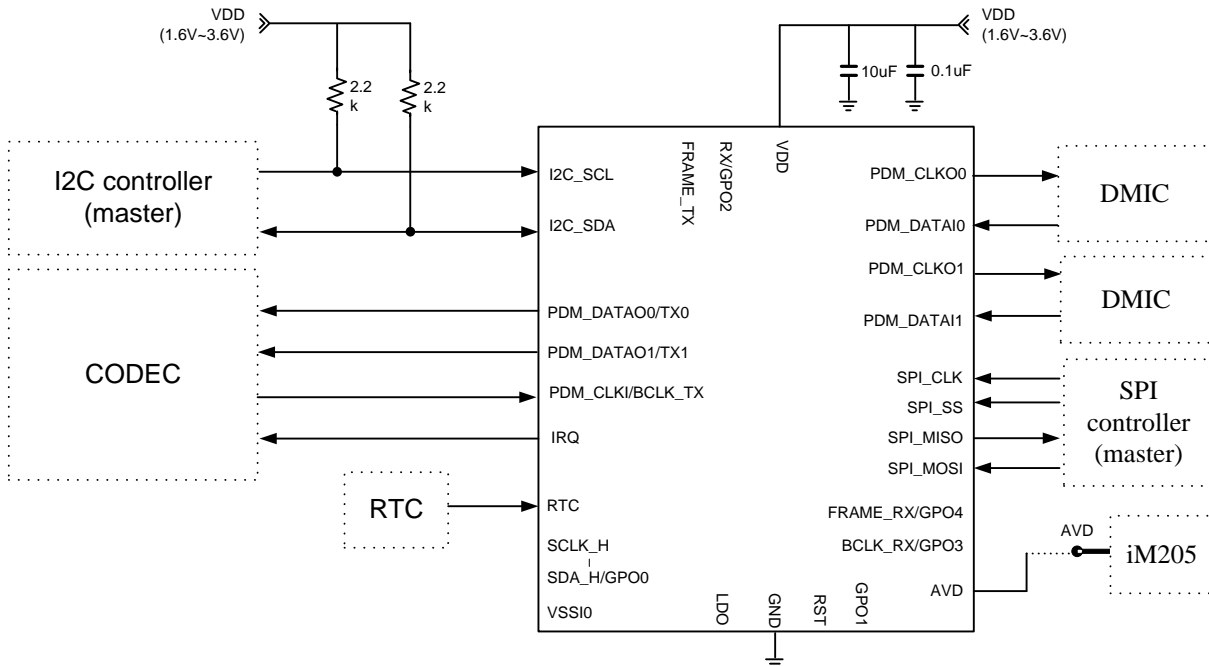 VDD
(1.6V~3.6V)
VDD
(1.6V~3.6V)
2.2
k
2.2
k
10uF
0.1uF
I2C controller
(master)
CODEC
RTC
I2C_SCL
I2C_SDA
PDM_DATAO0/TX0
PDM_DATAO1/TX1
PDM_CLKI/BCLK_TX
IRQ
RTC
SCLK_H
SDA_H/GPO0
VSSI0
FRAME_TX
RX/GPO2
VDD
LDO
GND
RST
GPO1
PDM_CLKO0
PDM_DATAI0
PDM_CLKO1
PDM_DATAI1
SPI_CLK
SPI_SS
SPI_MISO
SPI_MOSI
FRAME_RX/GPO4
BCLK_RX/GPO3
AVD
DMIC
DMIC
SPI
controller
(master)
AVD
iM205